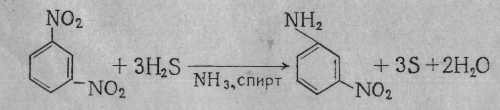 NO₂
NH₂
+ 3H₂S
+ 3S + 2H₂O
NH₃, спирт
NO₂
NO₂